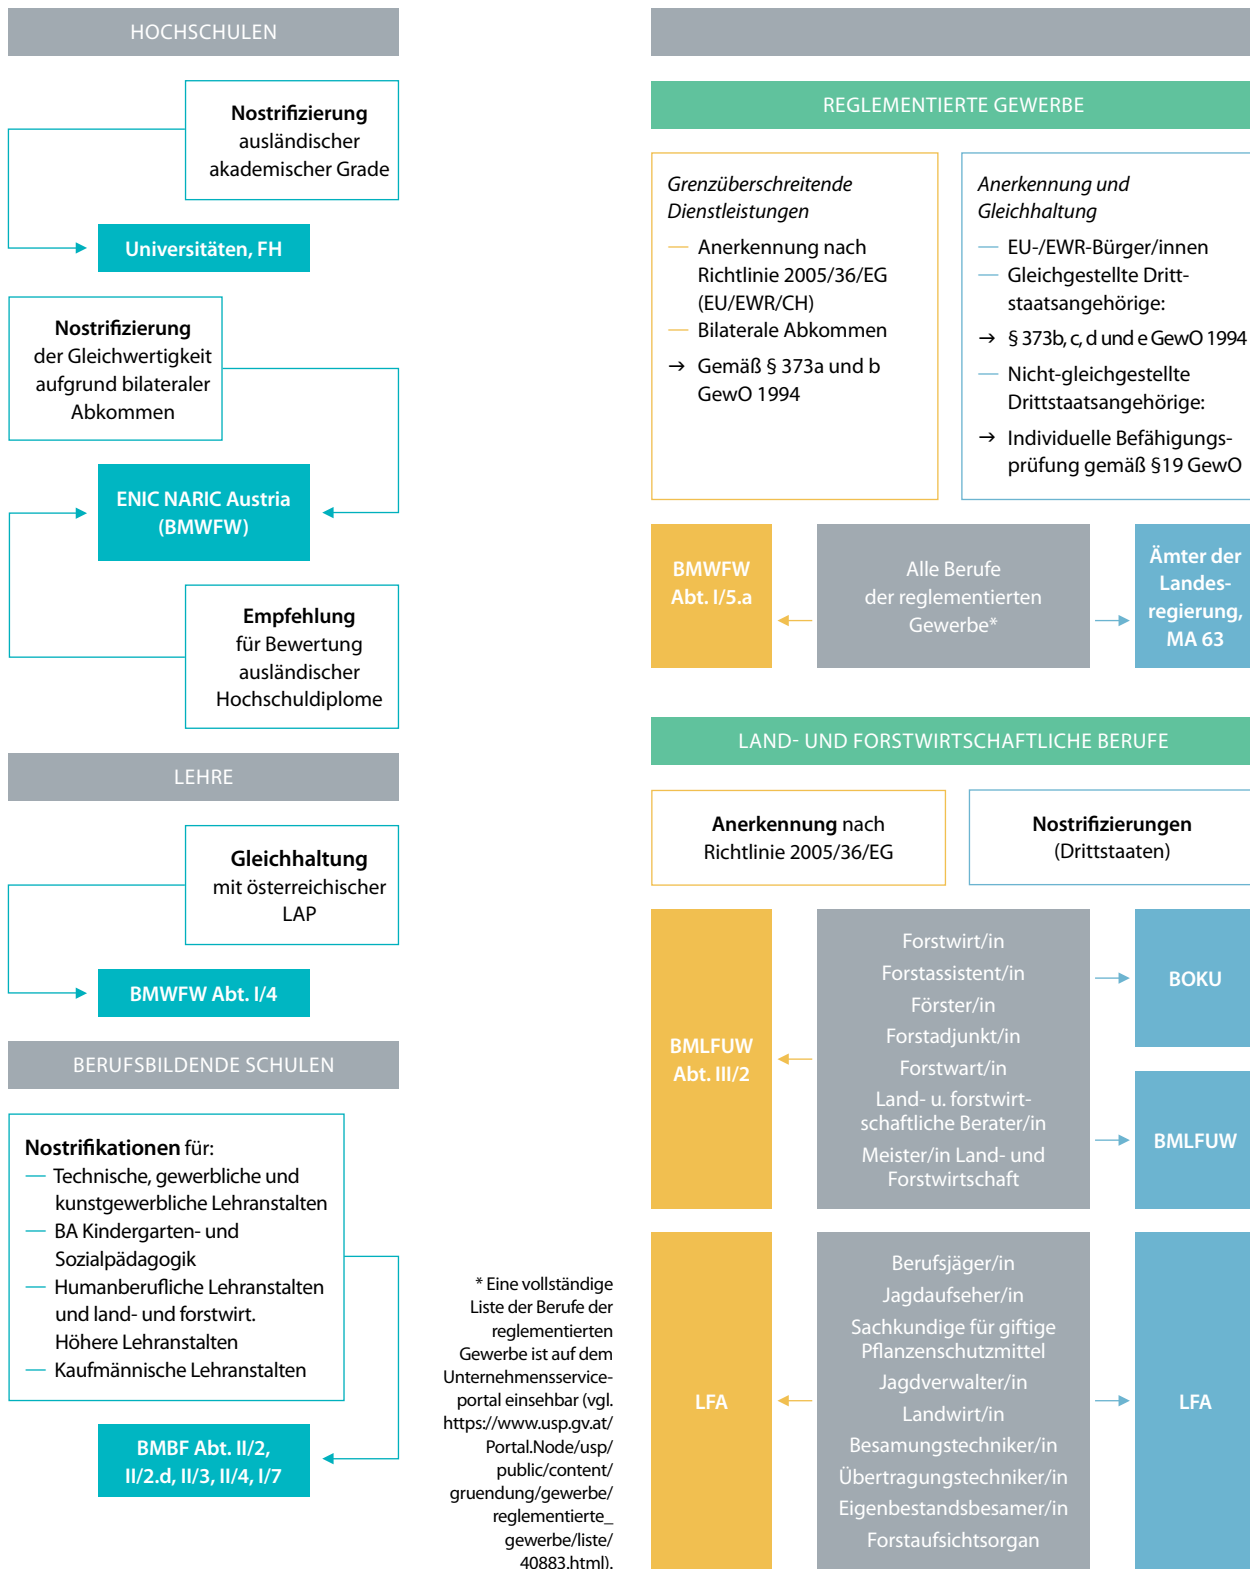 HOCHSCHULEN
Nostrifizierung
ausländischer
akademischer Grade
Universitäten, FH
Nostrifizierung
der Gleichwertigkeit
aufgrund bilateraler
Abkommen
ENIC NARIC Austria
(BMWFW)
Empfehlung
für Bewertung
ausländischer
Hochschuldiplome
LEHRE
Gleichhaltung
mit österreichischer
LAP
BMWFW Abt. I/4
BERUFSBILDENDE SCHULEN
Nostrifikationen für:
— Technische, gewerbliche und
kunstgewerbliche Lehranstalten
— BA Kindergarten- und
Sozialpädagogik
— Humanberufliche Lehranstalten
und land- und forstwirt.
Höhere Lehranstalten
— Kaufmännische Lehranstalten
BMBF Abt. II/2,
II/2.d, II/3, II/4, I/7
* Eine vollständige
Liste der Berufe der
reglementierten
Gewerbe ist auf dem
Unternehmensservice-
portal einsehbar (vgl.
https://www.usp.gv.at/
Portal.Node/usp/
public/content/
gruendung/gewerbe/
reglementierte_
gewerbe/liste/
40883.html).
REGLEMENTIERTE GEWERBE
Grenzüberschreitende
Dienstleistungen
— Anerkennung nach
Richtlinie 2005/36/EG
(EU/EWR/CH)
— Bilaterale Abkommen
→ Gemäß § 373a und b
GewO 1994
Anerkennung und
Gleichhaltung
— EU-/EWR-Bürger/innen
— Gleichgestellte Dritt-
staatsangehörige:
→ § 373b, c, d und e GewO 1994
— Nicht-gleichgestellte
Drittstaatsangehörige:
→ Individuelle Befähigungs-
prüfung gemäß §19 GewO
BMWFW
Abt. I/5.a
Alle Berufe
der reglementierten
Gewerbe*
Ämter der
Landes-
regierung,
MA 63
LAND- UND FORSTWIRTSCHAFTLICHE BERUFE
Anerkennung nach
Richtlinie 2005/36/EG
Nostrifizierungen
(Drittstaaten)
BMLFUW
Abt. III/2
Forstwirt/in
Forstassistent/in
Förster/in
Forstadjunkt/in
Forstwart/in
Land- u. forstwirt-
schaftliche Berater/in
Meister/in Land- und
Forstwirtschaft
BOKU
BMLFUW
LFA
Berufsjäger/in
Jagdaufseher/in
Sachkundige für giftige
Pflanzenschutzmittel
Jagdverwalter/in
Landwirt/in
Besamungstechniker/in
Übertragungstechniker/in
Eigenbestandsbesamer/in
Forstaufsichtsorgan
LFA